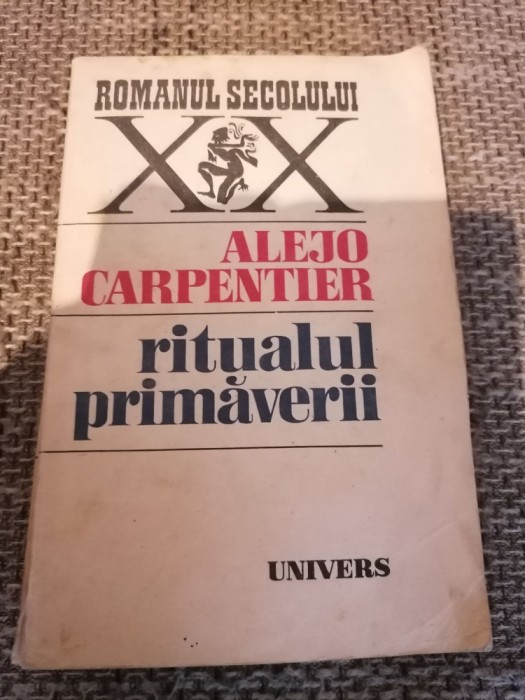 ROMANUL SECOLULUI
XX
ALEJO
CARPENTIER
ritualul
primăverii
UNIVERS